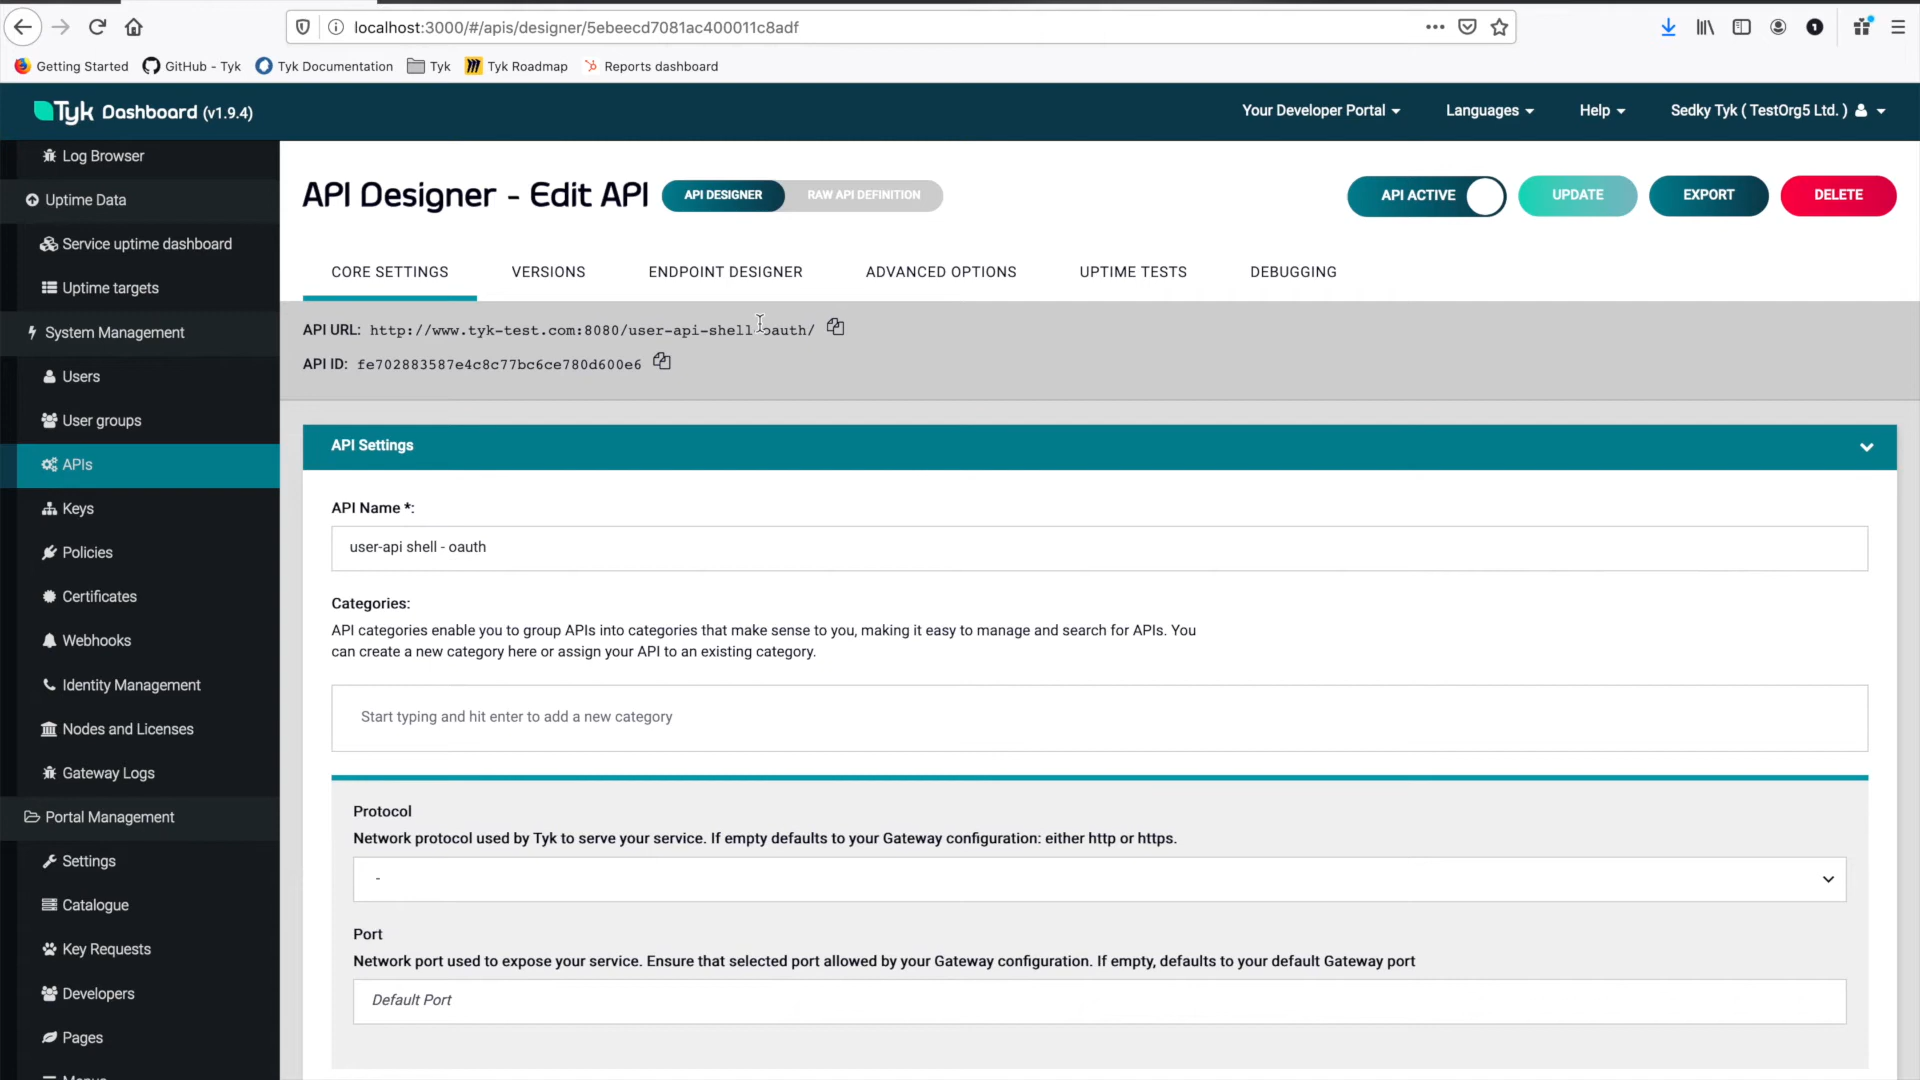 localhost:3000/#/apis/designer/5ebeecd7081ac400011c8adf
Getting Started
GitHub - Tyk
Tyk Documentation
Tyk
Tyk Roadmap
Reports dashboard
Tyk Dashboard (v1.9.4)
Your Developer Portal
Languages
Help
Sedky Tyk ( TestOrg5 Ltd. )
Log Browser
Uptime Data
Service uptime dashboard
Uptime targets
System Management
Users
User groups
APIs
Keys
Policies
Certificates
Webhooks
Identity Management
Nodes and Licenses
Gateway Logs
Portal Management
Settings
Catalogue
Key Requests
Developers
Pages
API Designer - Edit API
API DESIGNER
RAW API DEFINITION
API ACTIVE
UPDATE
EXPORT
DELETE
CORE SETTINGS
VERSIONS
ENDPOINT DESIGNER
ADVANCED OPTIONS
UPTIME TESTS
DEBUGGING
API URL: http://www.tyk-test.com:8080/user-api-shell-oauth/
API ID: fe702883587e4c8c77bc6ce780d600e6
API Settings
API Name *:
user-api shell - oauth
Categories:
API categories enable you to group APIs into categories that make sense to you, making it easy to manage and search for APIs. You
can create a new category here or assign your API to an existing category.
Start typing and hit enter to add a new category
Protocol
Network protocol used by Tyk to serve your service. If empty defaults to your Gateway configuration: either http or https.
-
Port
Network port used to expose your service. Ensure that selected port allowed by your Gateway configuration. If empty, defaults to your default Gateway port
Default Port